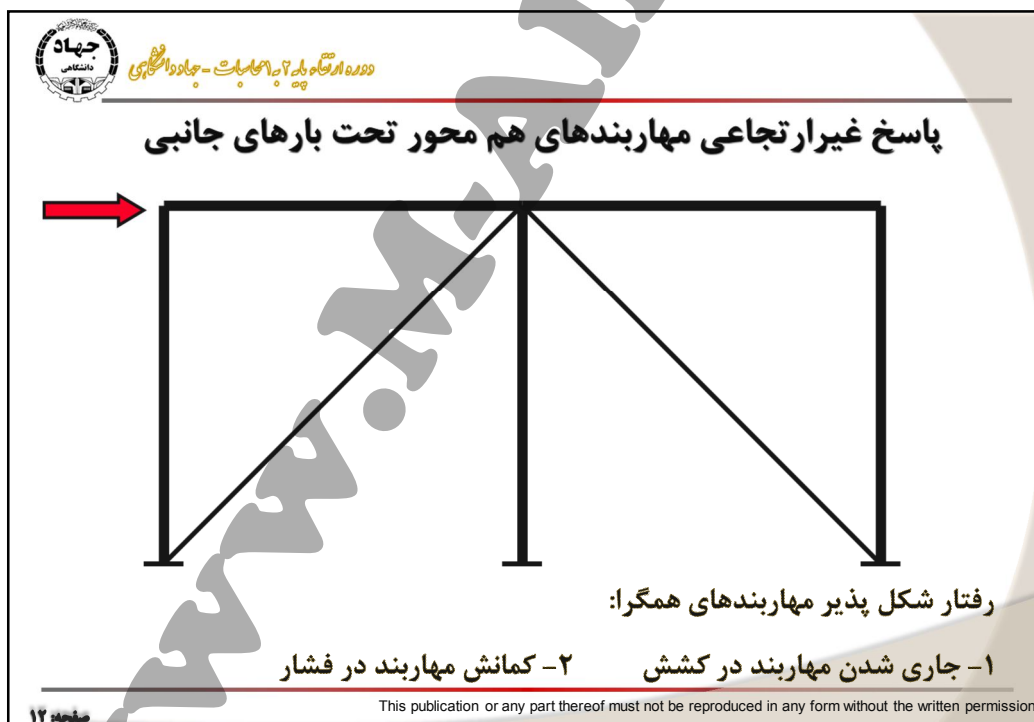 جهاد
دانشگاهی
دوره ارتقاء پایه ۲ به ۱ محاسبات - جهاد دانشگاهی
پاسخ غیرارتجاعی مهاربندهای هم محور تحت بارهای جانبی
رفتار شکل پذیر مهاربندهای همگرا:
۱- جاری شدن مهاربند در کشش ۲- کمانش مهاربند در فشار
This publication or any part thereof must not be reproduced in any form without the written permission
صفحه: ۱۲
www.M-A